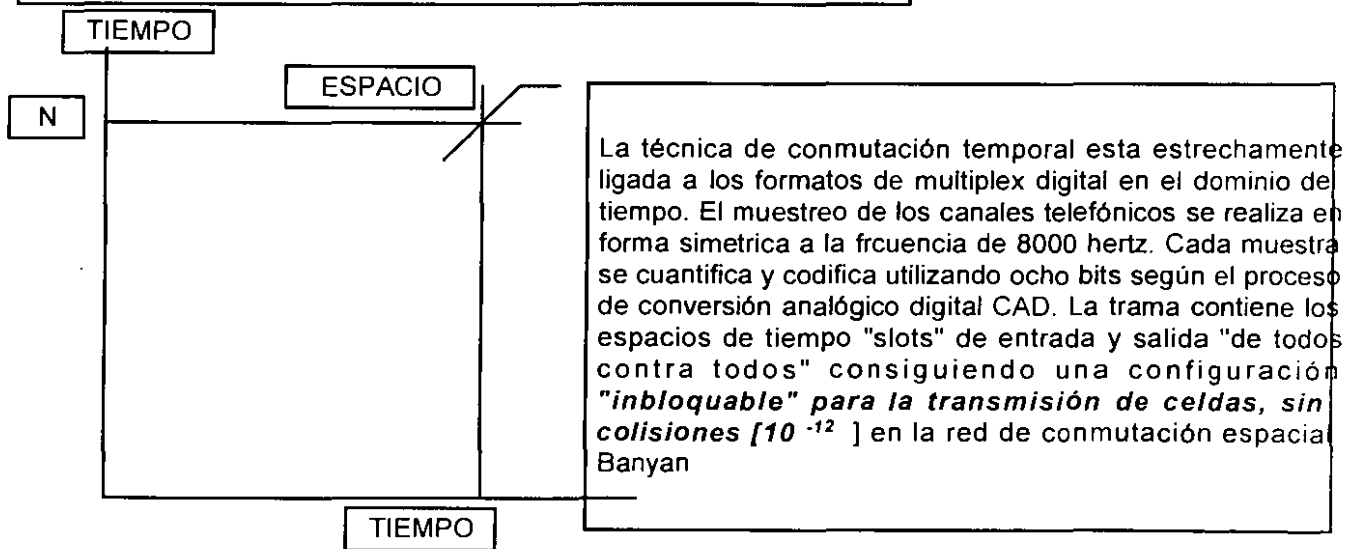 TIEMPO
ESPACIO
N
La técnica de conmutación temporal esta estrechamente
ligada a los formatos de multiplex digital en el dominio del
tiempo. El muestreo de los canales telefónicos se realiza en
forma simetrica a la frcuencia de 8000 hertz. Cada muestra
se cuantifica y codifica utilizando ocho bits según el proceso
de conversión analógico digital CAD. La trama contiene los
espacios de tiempo "slots" de entrada y salida "de todos
contra todos" consiguiendo una configuración
"inbloquable" para la transmisión de celdas, sin
colisiones [10 -12 ] en la red de conmutación espacial
Banyan
TIEMPO